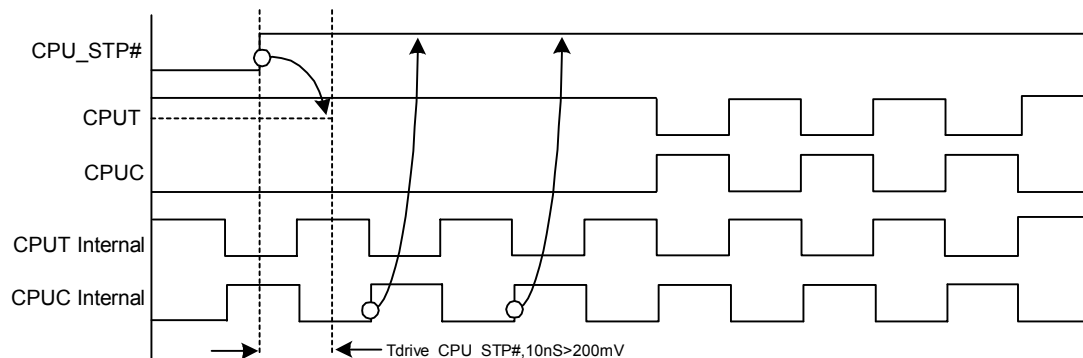 CPU_STP#
CPUT
CPUC
CPUT Internal
CPUC Internal
Tdrive_CPU_STP#,10nS>200mV